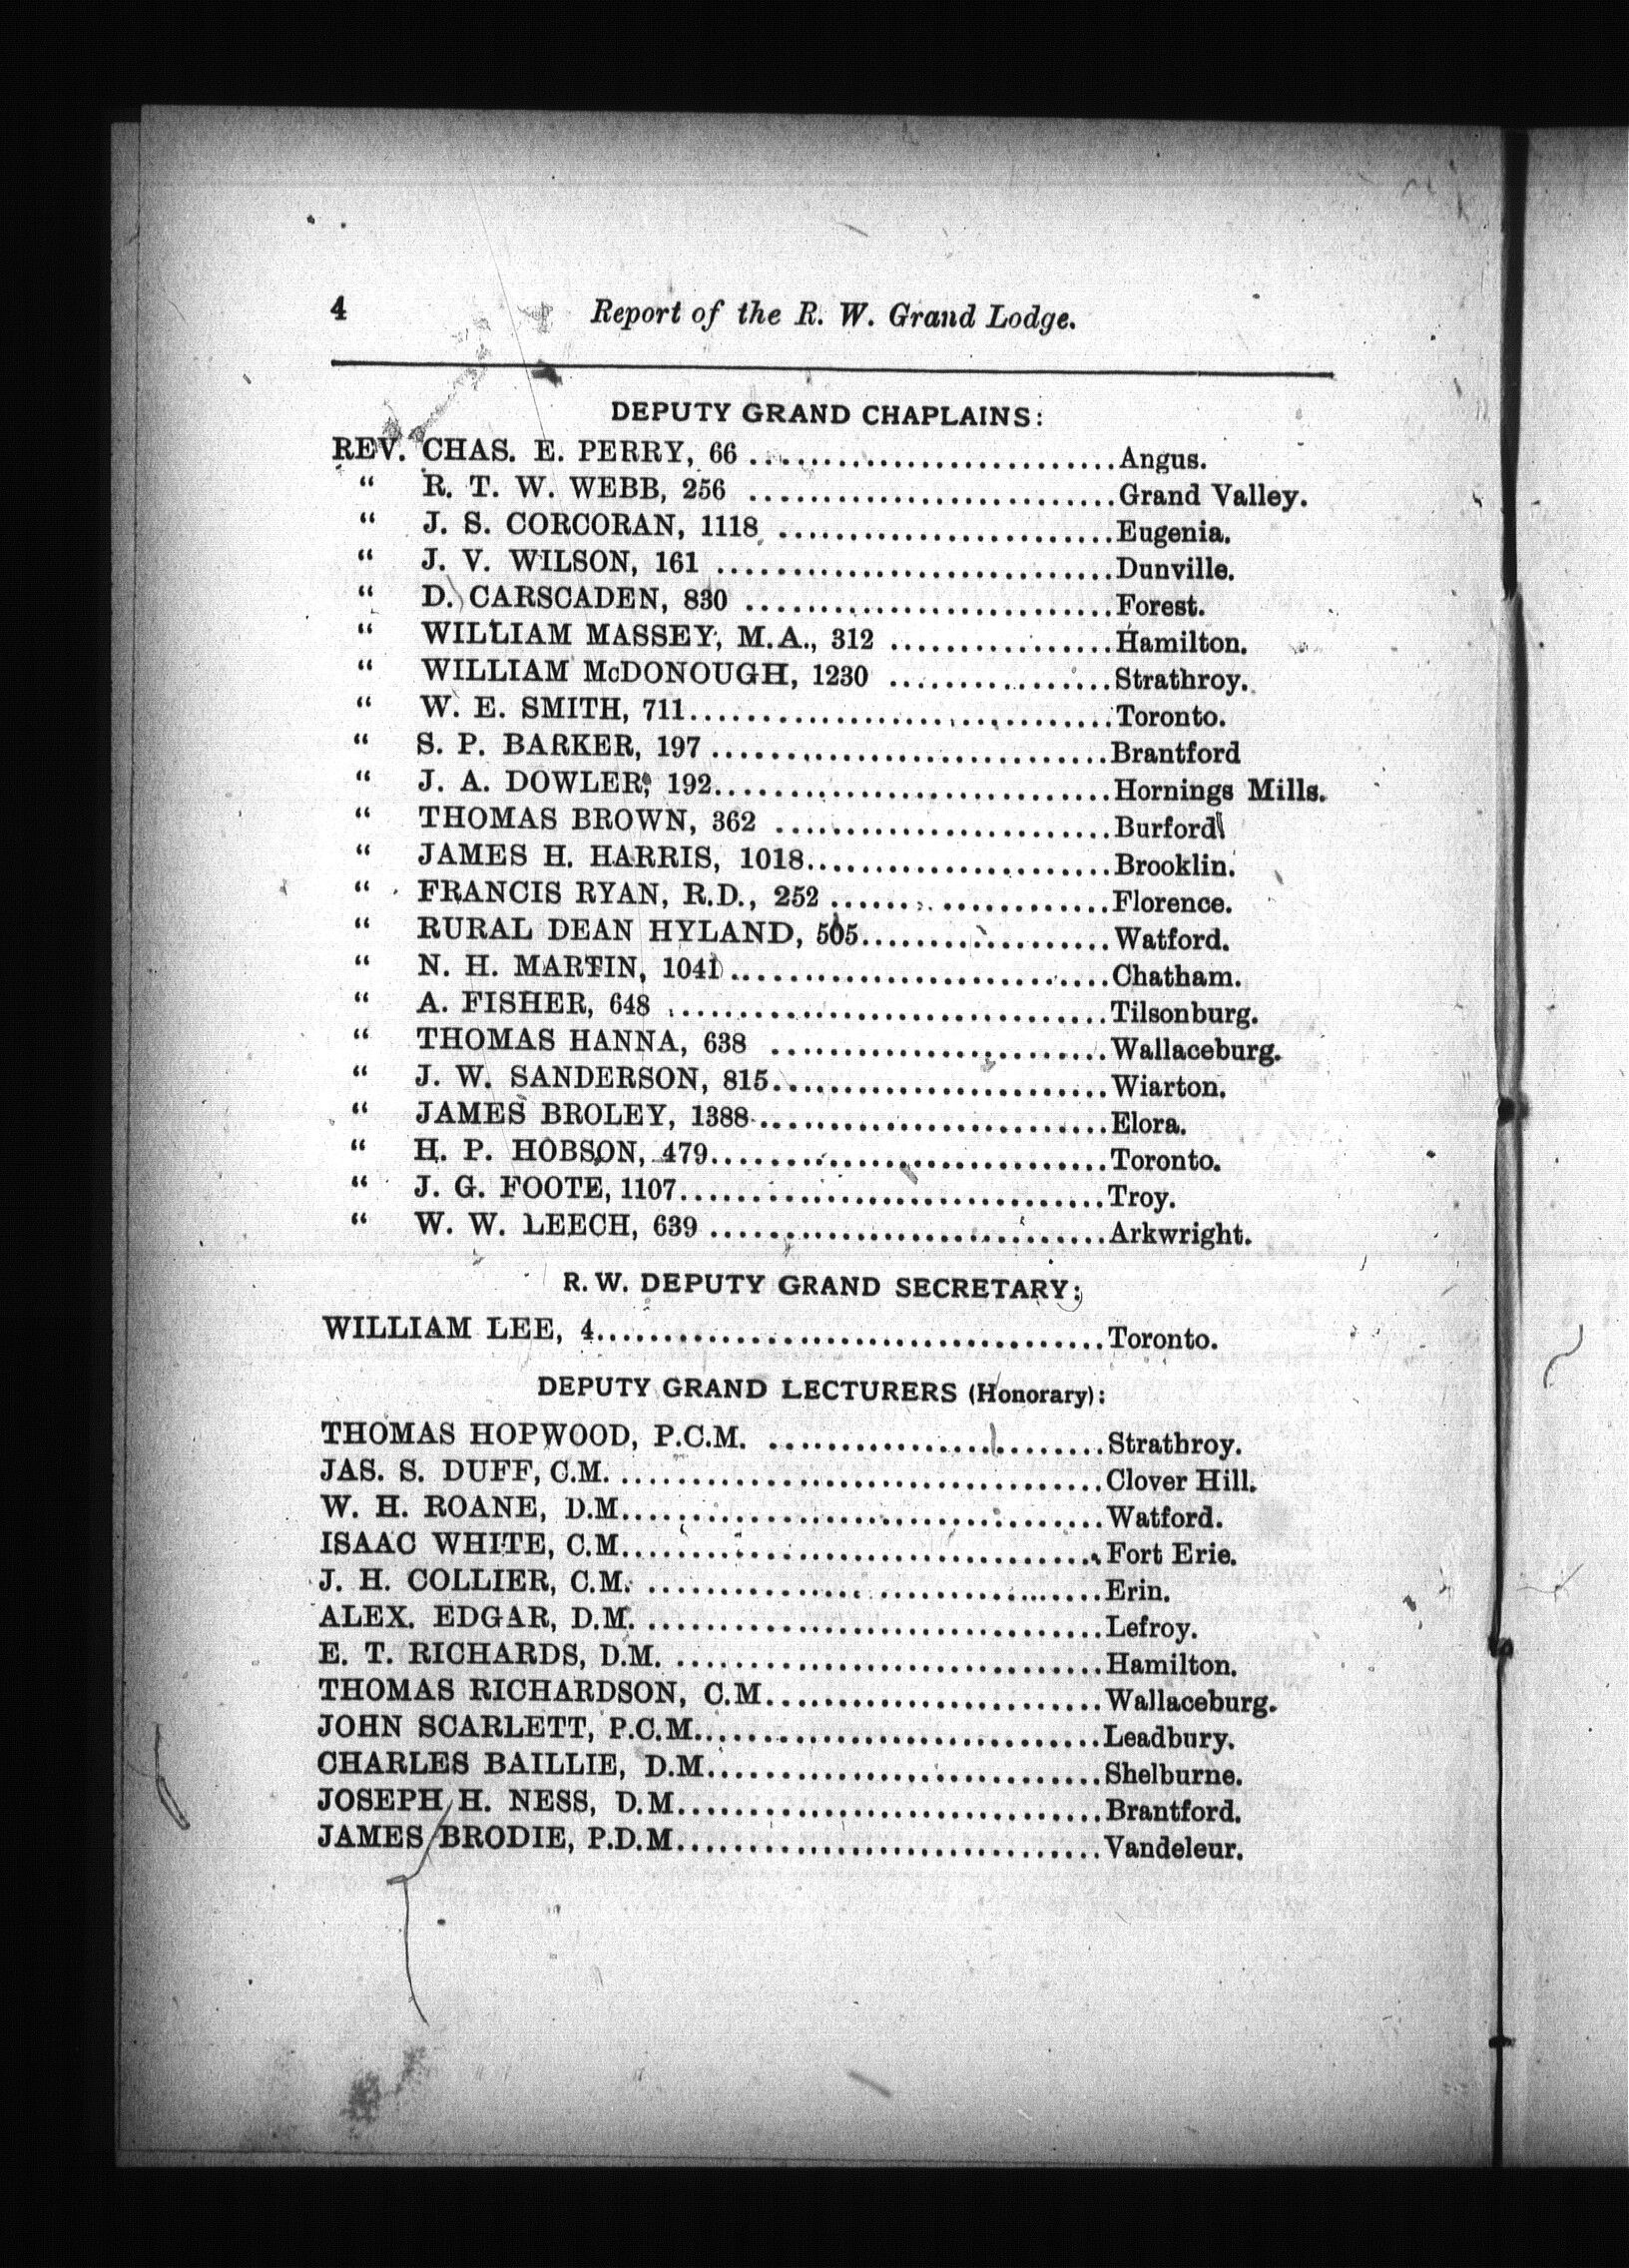 4 Report of the R. W. Grand Lodge.
DEPUTY GRAND CHAPLAINS:
REV. CHAS. E. PERRY, 66 ........................... Angus.
“ R. T. W. WEBB, 256 ........................... Grand Valley.
“ J. S. CORCORAN, 1118 ........................ Eugenia.
“ J. V. WILSON, 161 ............................ Dunville.
“ D. CARSCADEN, 830 .......................... Forest.
“ WILLIAM MASSEY, M.A., 312 ................ Hamilton.
“ WILLIAM McDONOUGH, 1230 ................ Strathroy.
“ W. E. SMITH, 711.............................. Toronto.
“ S. P. BARKER, 197 ............................ Brantford
“ J. A. DOWLER, 192............................ Hornings Mills.
“ THOMAS BROWN, 362 ........................ Burford
“ JAMES H. HARRIS, 1018...................... Brooklin.
“ FRANCIS RYAN, R.D., 252 .................... Florence.
“ RURAL DEAN HYLAND, 505.................. Watford.
“ N. H. MARTIN, 1041 ........................... Chatham.
“ A. FISHER, 648 ............................... Tilsonburg.
“ THOMAS HANNA, 638 ........................ Wallaceburg.
“ J. W. SANDERSON, 815........................ Wiarton.
“ JAMES BROLEY, 1388......................... Elora.
“ H. P. HOBSON, 479............................ Toronto.
“ J. G. FOOTE, 1107.............................. Troy.
“ W. W. LEECH, 639 ............................ Arkwright.
R. W. DEPUTY GRAND SECRETARY:
WILLIAM LEE, 4.................................... Toronto.
DEPUTY GRAND LECTURERS (Honorary):
THOMAS HOPWOOD, P.C.M. ........................ Strathroy.
JAS. S. DUFF, C.M. .................................. Clover Hill.
W. H. ROANE, D.M.................................. Watford.
ISAAC WHITE, C.M.................................. Fort Erie.
J. H. COLLIER, C.M. ................................ Erin.
ALEX. EDGAR, D.M. ................................ Lefroy.
E. T. RICHARDS, D.M. .............................. Hamilton.
THOMAS RICHARDSON, C.M........................ Wallaceburg.
JOHN SCARLETT, P.C.M............................. Leadbury.
CHARLES BAILLIE, D.M............................ Shelburne.
JOSEPH H. NESS, D.M.............................. Brantford.
JAMES BRODIE, P.D.M.............................. Vandeleur.